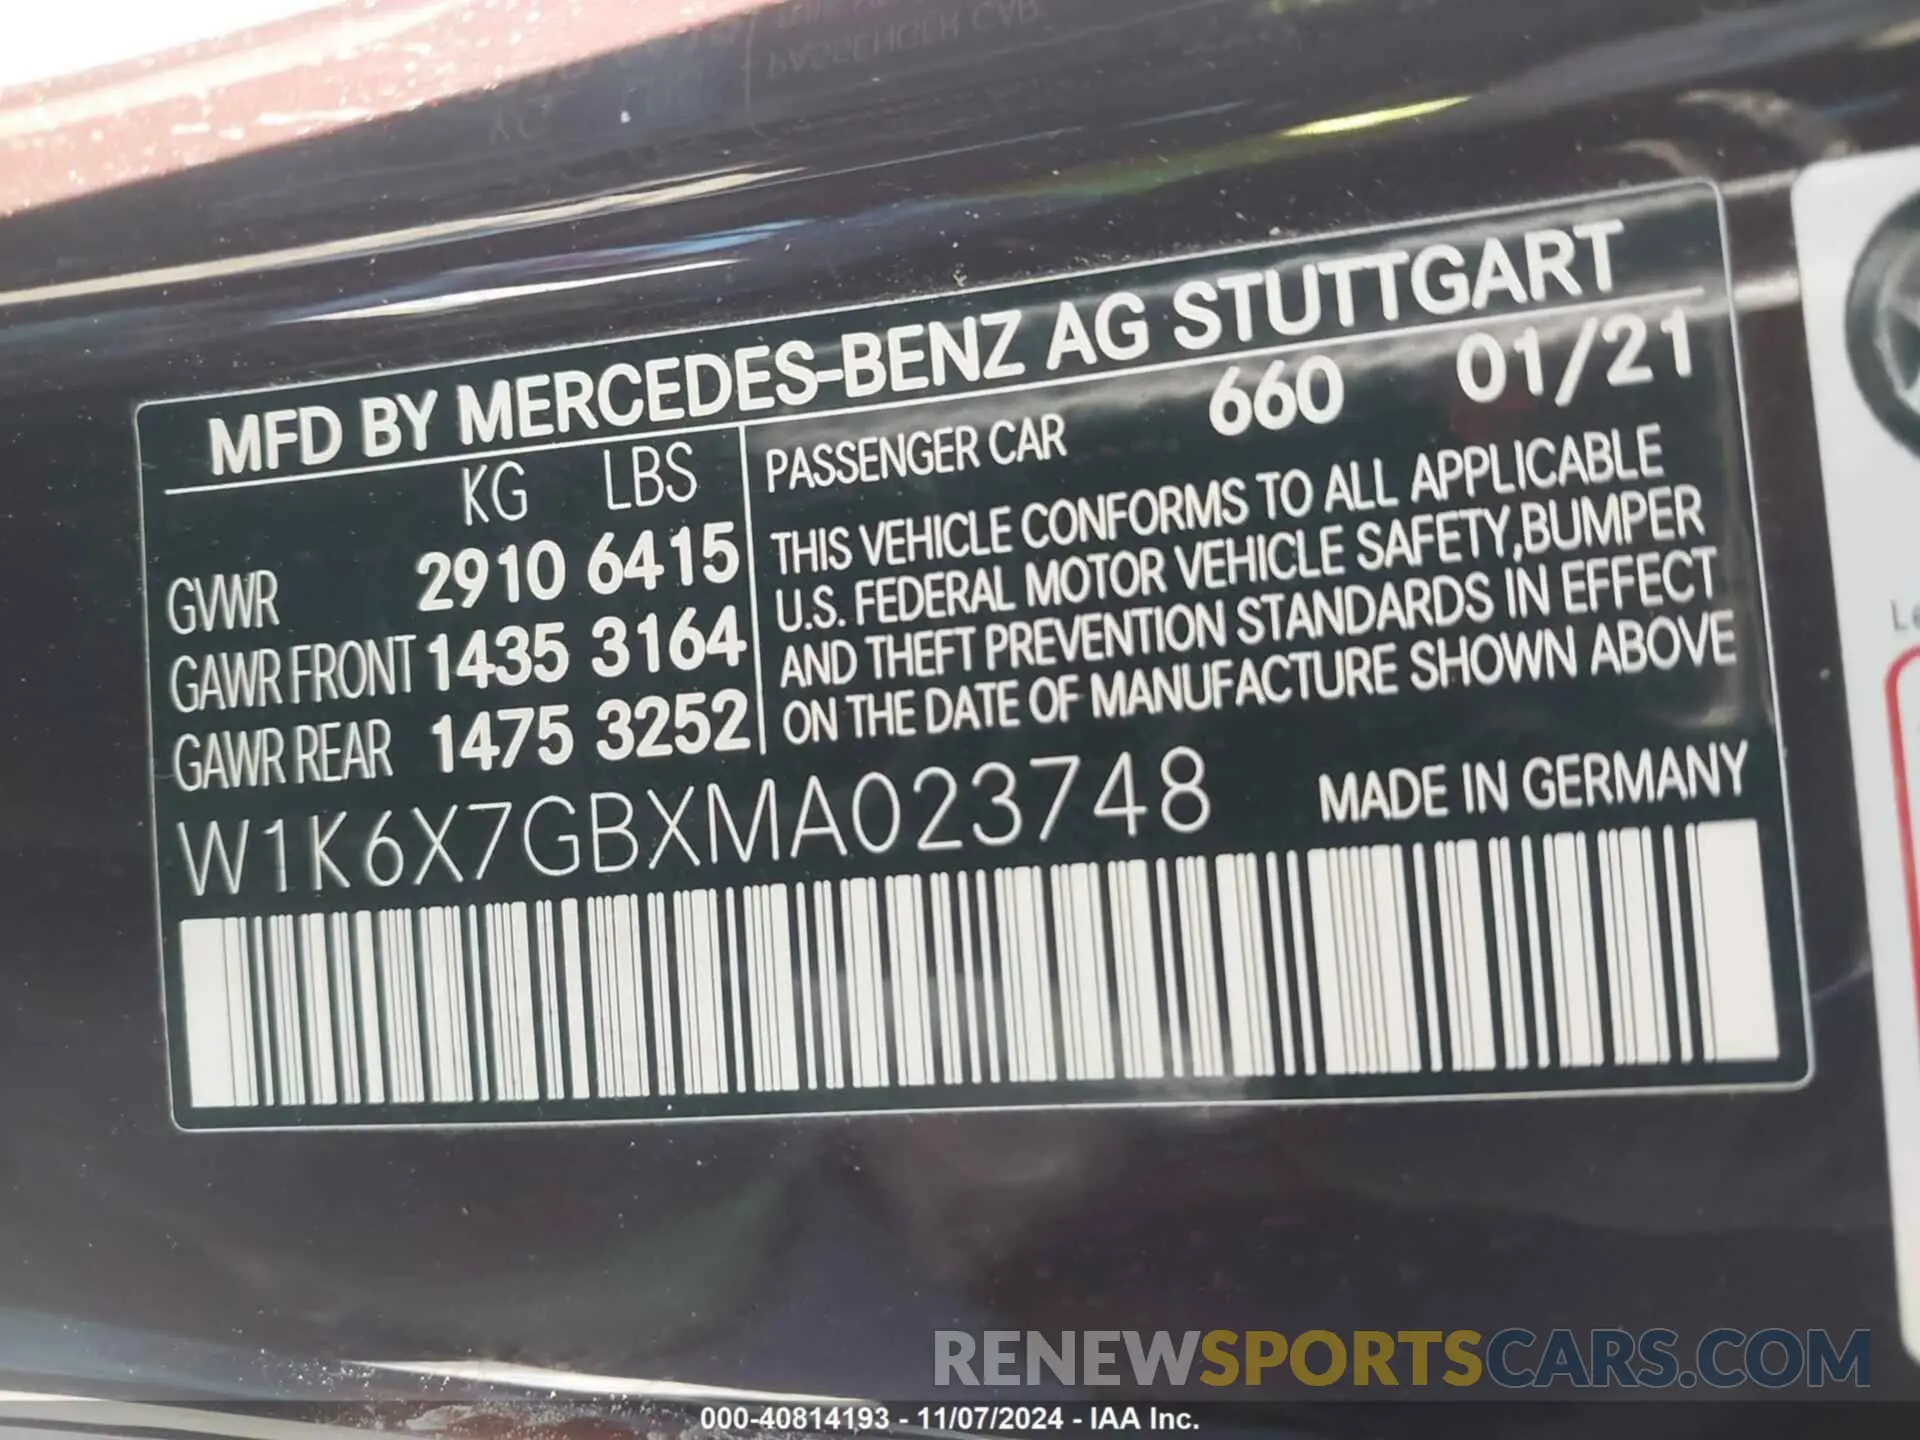 PASSENGER CAR
MFD BY MERCEDES-BENZ AG STUTTGART
KG LBS
GVWR 2910 6415
GAWR FRONT 1435 3164
GAWR REAR 1475 3252
PASSENGER CAR 660 01/21
THIS VEHICLE CONFORMS TO ALL APPLICABLE
U.S. FEDERAL MOTOR VEHICLE SAFETY,BUMPER
AND THEFT PREVENTION STANDARDS IN EFFECT
ON THE DATE OF MANUFACTURE SHOWN ABOVE
W1K6X7GBXMA023748 MADE IN GERMANY
RENEWSPORTSCARS.COM
000-40814193 - 11/07/2024 - IAA Inc.